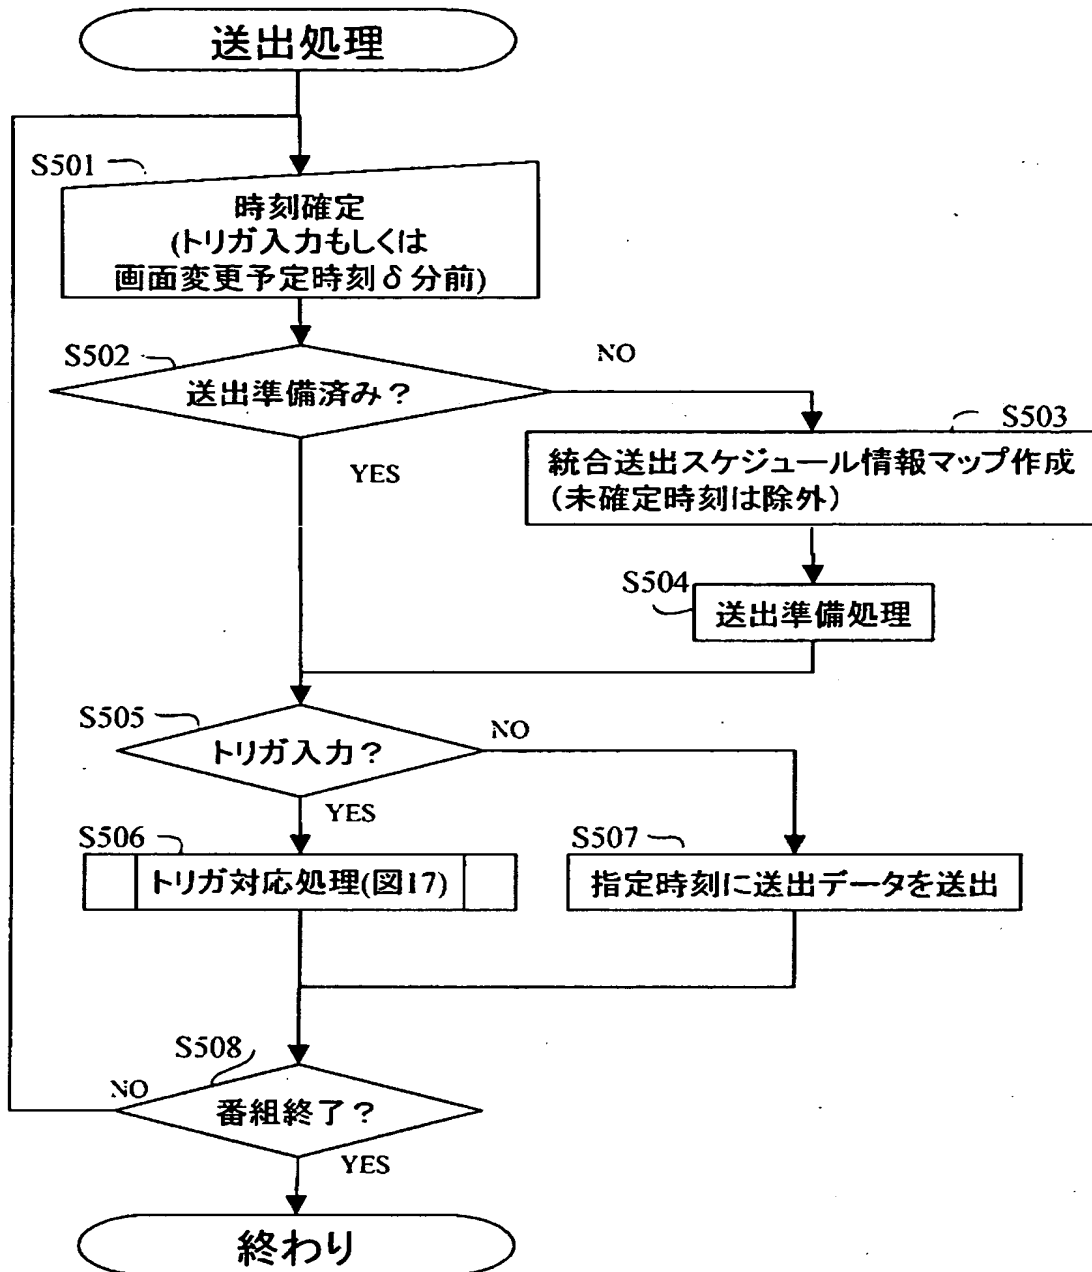 送出処理
S501
時刻確定
(トリガ入力もしくは
画面変更予定時刻δ分前)
S502
送出準備済み？
NO
YES
S503
統合送出スケジュール情報マップ作成
（未確定時刻は除外）
S504
送出準備処理
S505
トリガ入力？
NO
YES
S506
トリガ対応処理(図17)
S507
指定時刻に送出データを送出
S508
番組終了？
NO
YES
終わり